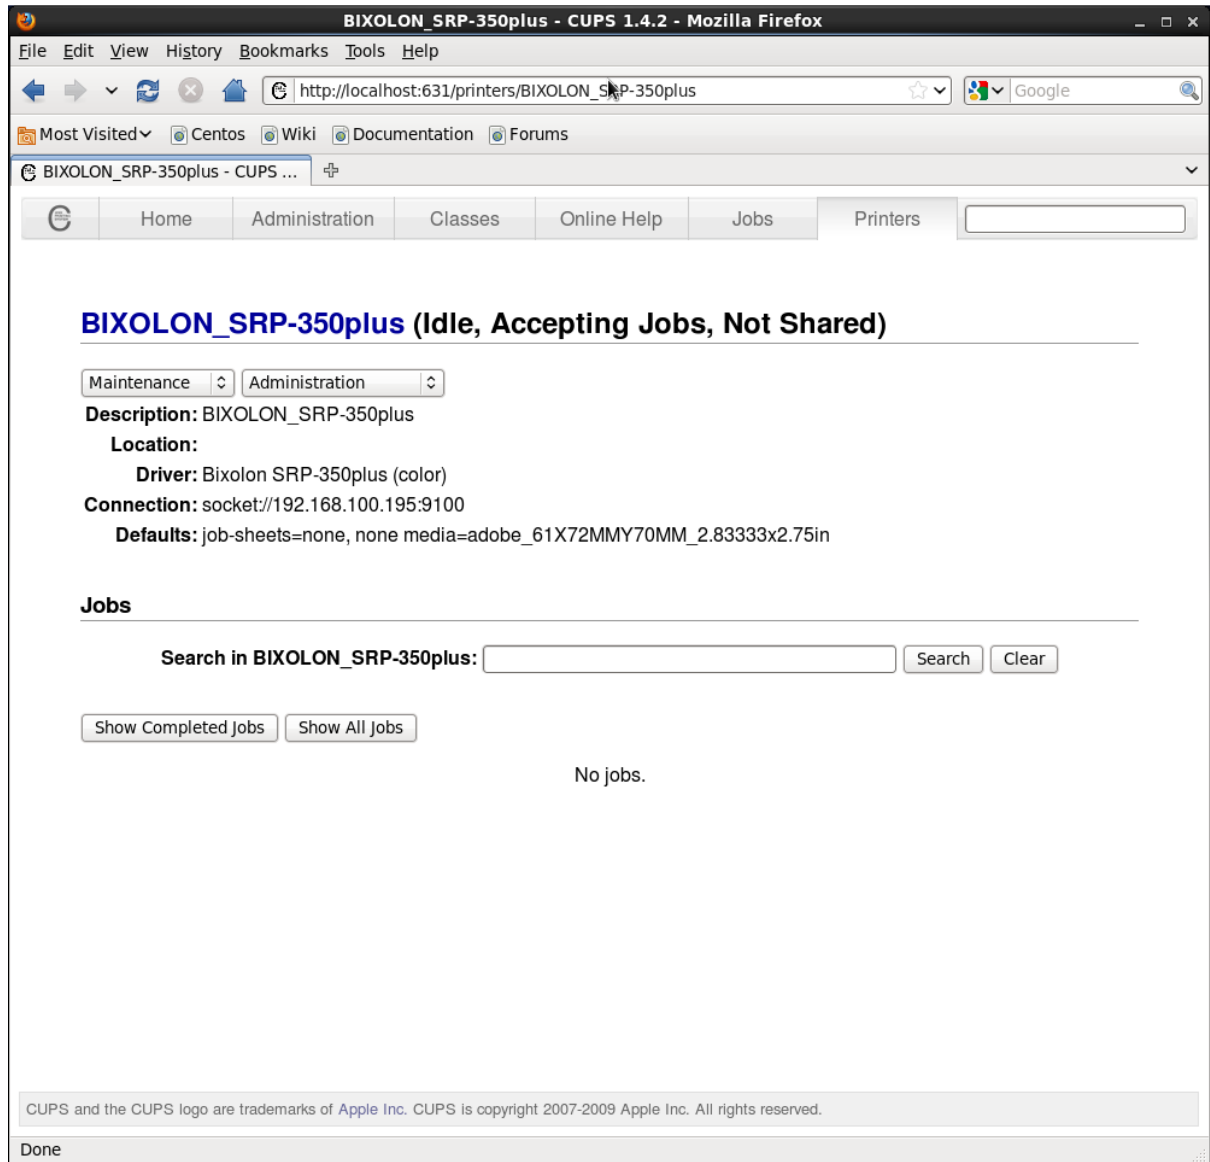 BIXOLON_SRP-350plus - CUPS 1.4.2 - Mozilla Firefox
File Edit View History Bookmarks Tools Help
http://localhost:631/printers/BIXOLON_SRP-350plus Google
Most Visited Centos Wiki Documentation Forums
BIXOLON_SRP-350plus - CUPS ...
Home Administration Classes Online Help Jobs Printers
BIXOLON_SRP-350plus (Idle, Accepting Jobs, Not Shared)
Maintenance Administration
Description: BIXOLON_SRP-350plus
Location:
Driver: Bixolon SRP-350plus (color)
Connection: socket://192.168.100.195:9100
Defaults: job-sheets=none, none media=adobe_61X72MMY70MM_2.83333x2.75in
Jobs
Search in BIXOLON_SRP-350plus: Search Clear
Show Completed Jobs Show All Jobs
No jobs.
CUPS and the CUPS logo are trademarks of Apple Inc. CUPS is copyright 2007-2009 Apple Inc. All rights reserved.
Done